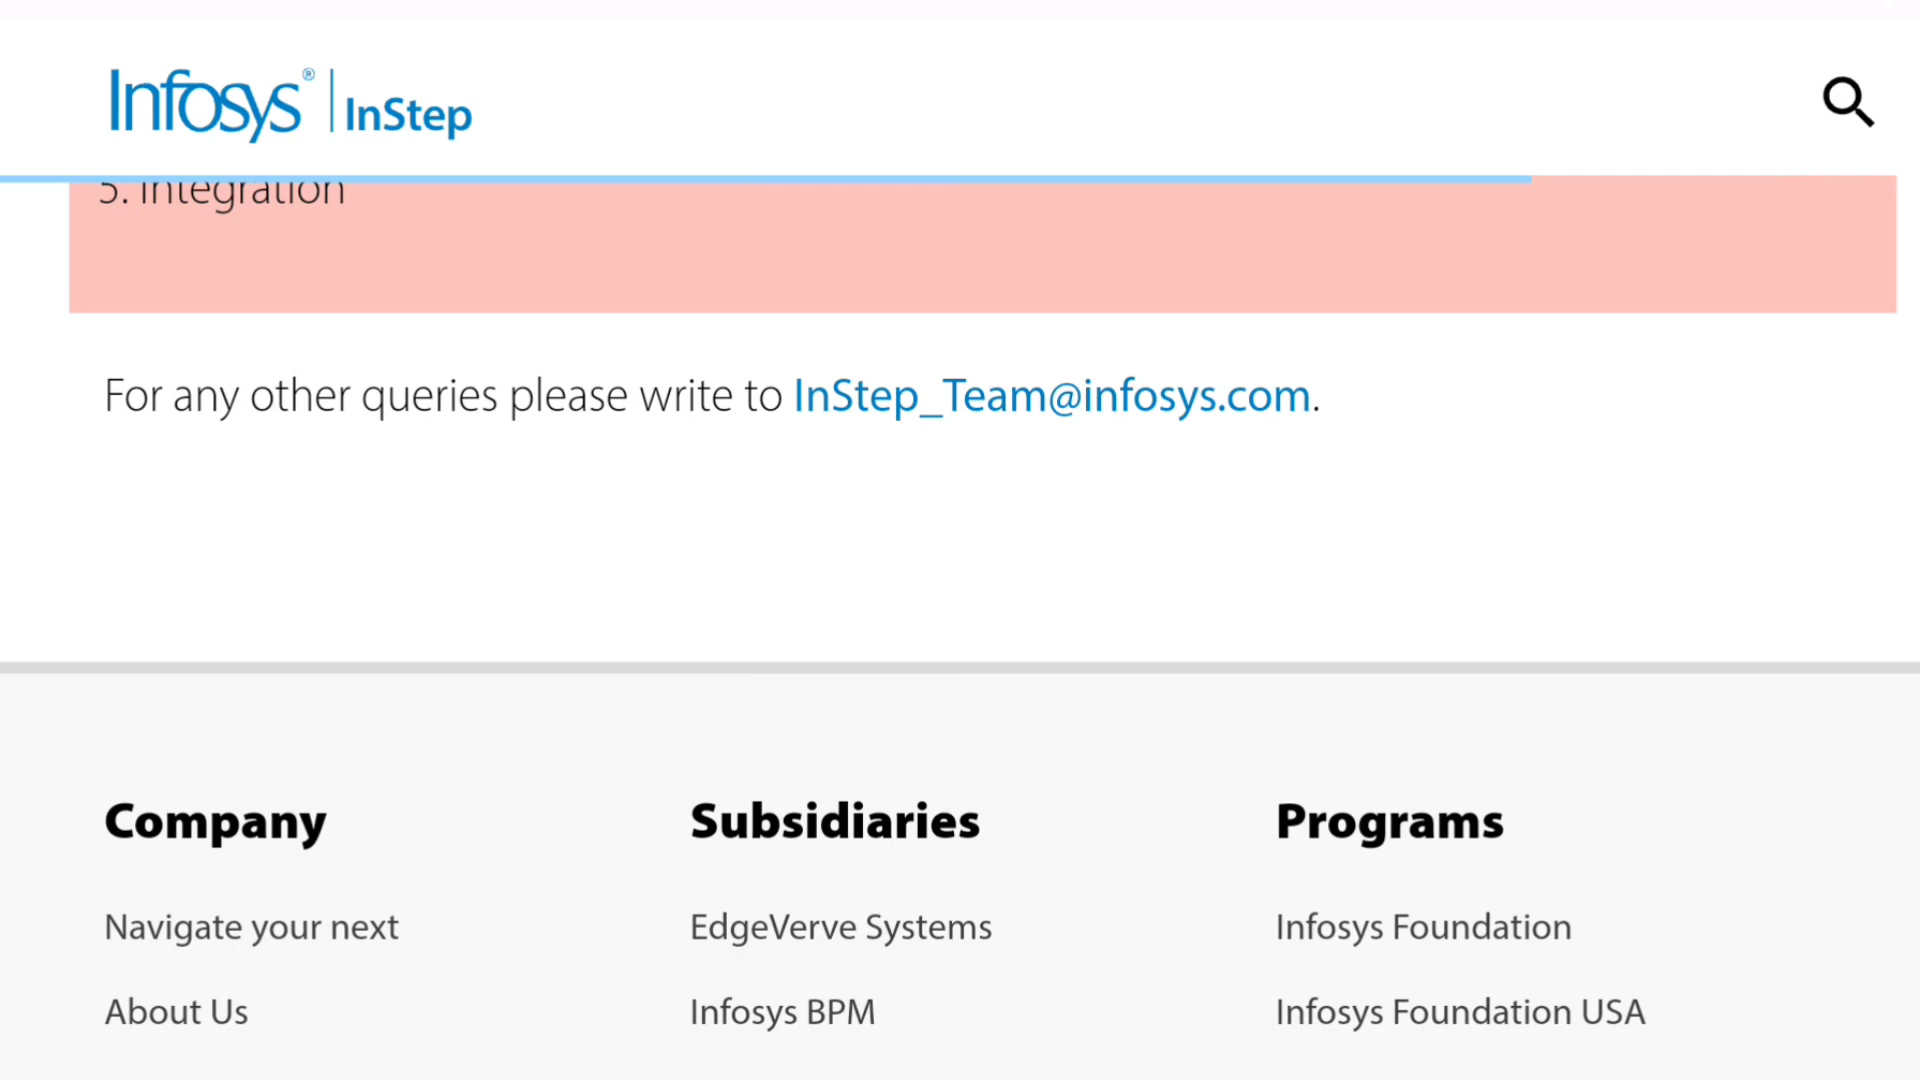 Infosys® | InStep
5. Integration
For any other queries please write to InStep_Team@infosys.com.
Company
Subsidiaries
Programs
Navigate your next
EdgeVerve Systems
Infosys Foundation
About Us
Infosys BPM
Infosys Foundation USA